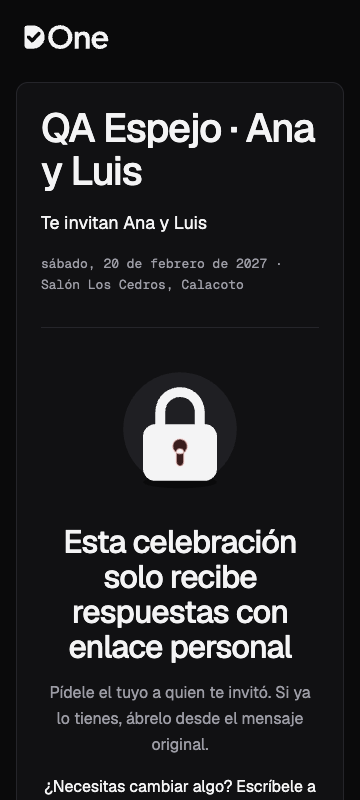 One
QA Espejo · Ana
y Luis
Te invitan Ana y Luis
sábado, 20 de febrero de 2027 ·
Salón Los Cedros, Calacoto
Esta celebración
solo recibe
respuestas con
enlace personal
Pídele el tuyo a quien te invitó. Si ya
lo tienes, ábrelo desde el mensaje
original.
¿Necesitas cambiar algo? Escríbele a